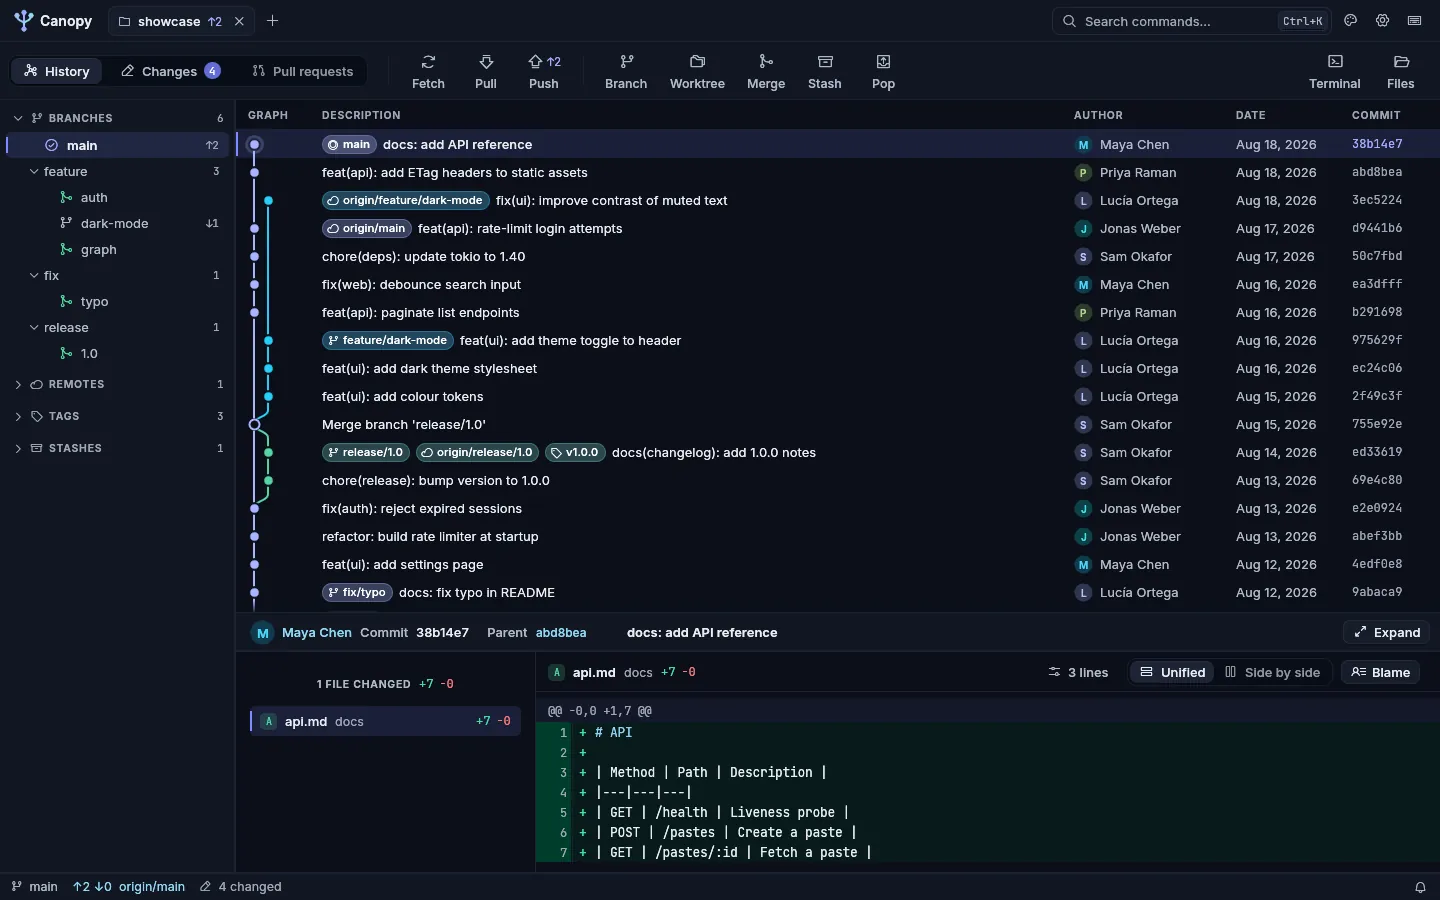 Canopy
showcase ↑2
Search commands... Ctrl+K
History Changes 4 Pull requests
Fetch Pull ↑2 Push Branch Worktree Merge Stash Pop Terminal Files
BRANCHES 6
main ↑2
feature 3
auth
dark-mode ↓1
graph
fix 1
typo
release 1
1.0
REMOTES 1
TAGS 3
STASHES 1
GRAPH DESCRIPTION AUTHOR DATE COMMIT
main docs: add API reference M Maya Chen Aug 18, 2026 38b14e7
feat(api): add ETag headers to static assets P Priya Raman Aug 18, 2026 abd8bea
origin/feature/dark-mode fix(ui): improve contrast of muted text L Lucía Ortega Aug 18, 2026 3ec5224
origin/main feat(api): rate-limit login attempts J Jonas Weber Aug 17, 2026 d9441b6
chore(deps): update tokio to 1.40 S Sam Okafor Aug 17, 2026 50c7fbd
fix(web): debounce search input M Maya Chen Aug 16, 2026 ea3dfff
feat(api): paginate list endpoints P Priya Raman Aug 16, 2026 b291698
feature/dark-mode feat(ui): add theme toggle to header L Lucía Ortega Aug 16, 2026 975629f
feat(ui): add dark theme stylesheet L Lucía Ortega Aug 16, 2026 ec24c06
feat(ui): add colour tokens L Lucía Ortega Aug 15, 2026 2f49c3f
Merge branch 'release/1.0' S Sam Okafor Aug 15, 2026 755e92e
release/1.0 origin/release/1.0 v1.0.0 docs(changelog): add 1.0.0 notes S Sam Okafor Aug 14, 2026 ed33619
chore(release): bump version to 1.0.0 S Sam Okafor Aug 13, 2026 69e4c80
fix(auth): reject expired sessions J Jonas Weber Aug 13, 2026 e2e0924
refactor: build rate limiter at startup J Jonas Weber Aug 13, 2026 abef3bb
feat(ui): add settings page M Maya Chen Aug 12, 2026 4edf0e8
fix/typo docs: fix typo in README L Lucía Ortega Aug 12, 2026 9abaca9
M Maya Chen Commit 38b14e7 Parent abd8bea docs: add API reference Expand
1 FILE CHANGED +7 -0
A api.md docs +7 -0
A api.md docs +7 -0 3 lines Unified Side by side Blame
@@ -0,0 +1,7 @@
1 + # API
2 +
3 + | Method | Path | Description |
4 + |---|---|---|
5 + | GET | /health | Liveness probe |
6 + | POST | /pastes | Create a paste |
7 + | GET | /pastes/:id | Fetch a paste |
main ↑2 ↓0 origin/main 4 changed